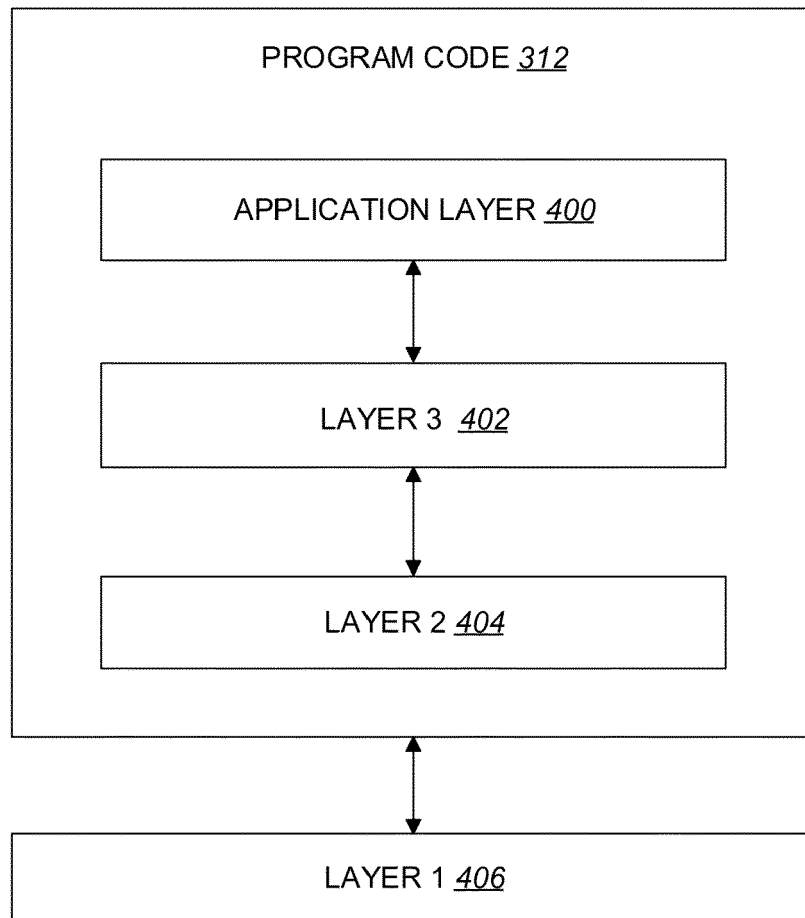 PROGRAM CODE 312
APPLICATION LAYER 400
LAYER 3 402
LAYER 2 404
LAYER 1 406